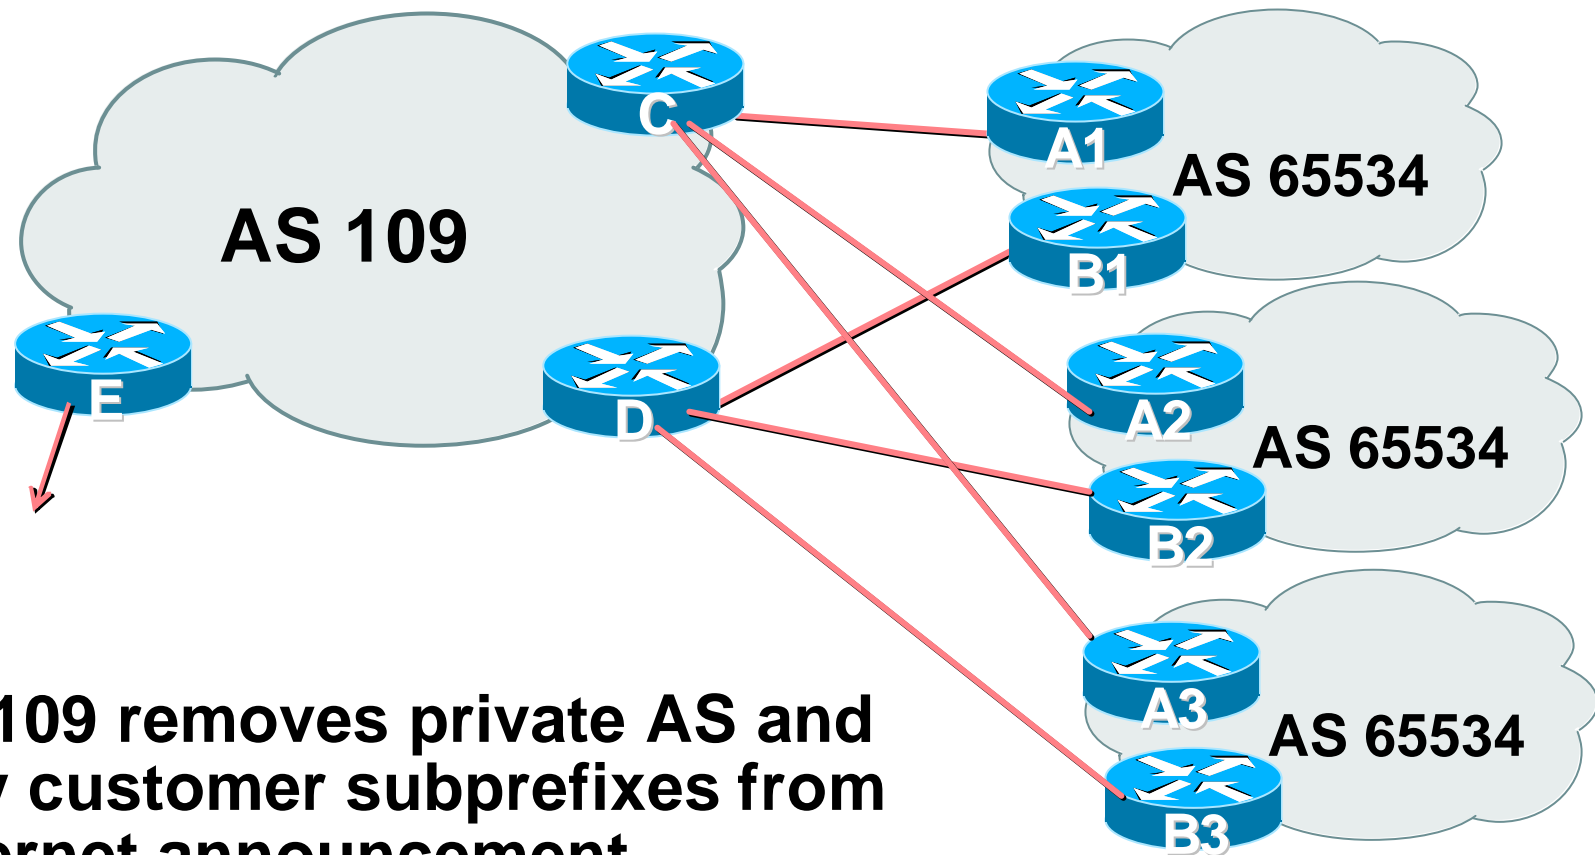 C
A1
AS 65534
AS 109
B1
E
D
A2
AS 65534
B2
A3
AS 65534
B3
109 removes private AS and
customer subprefixes from
announcement